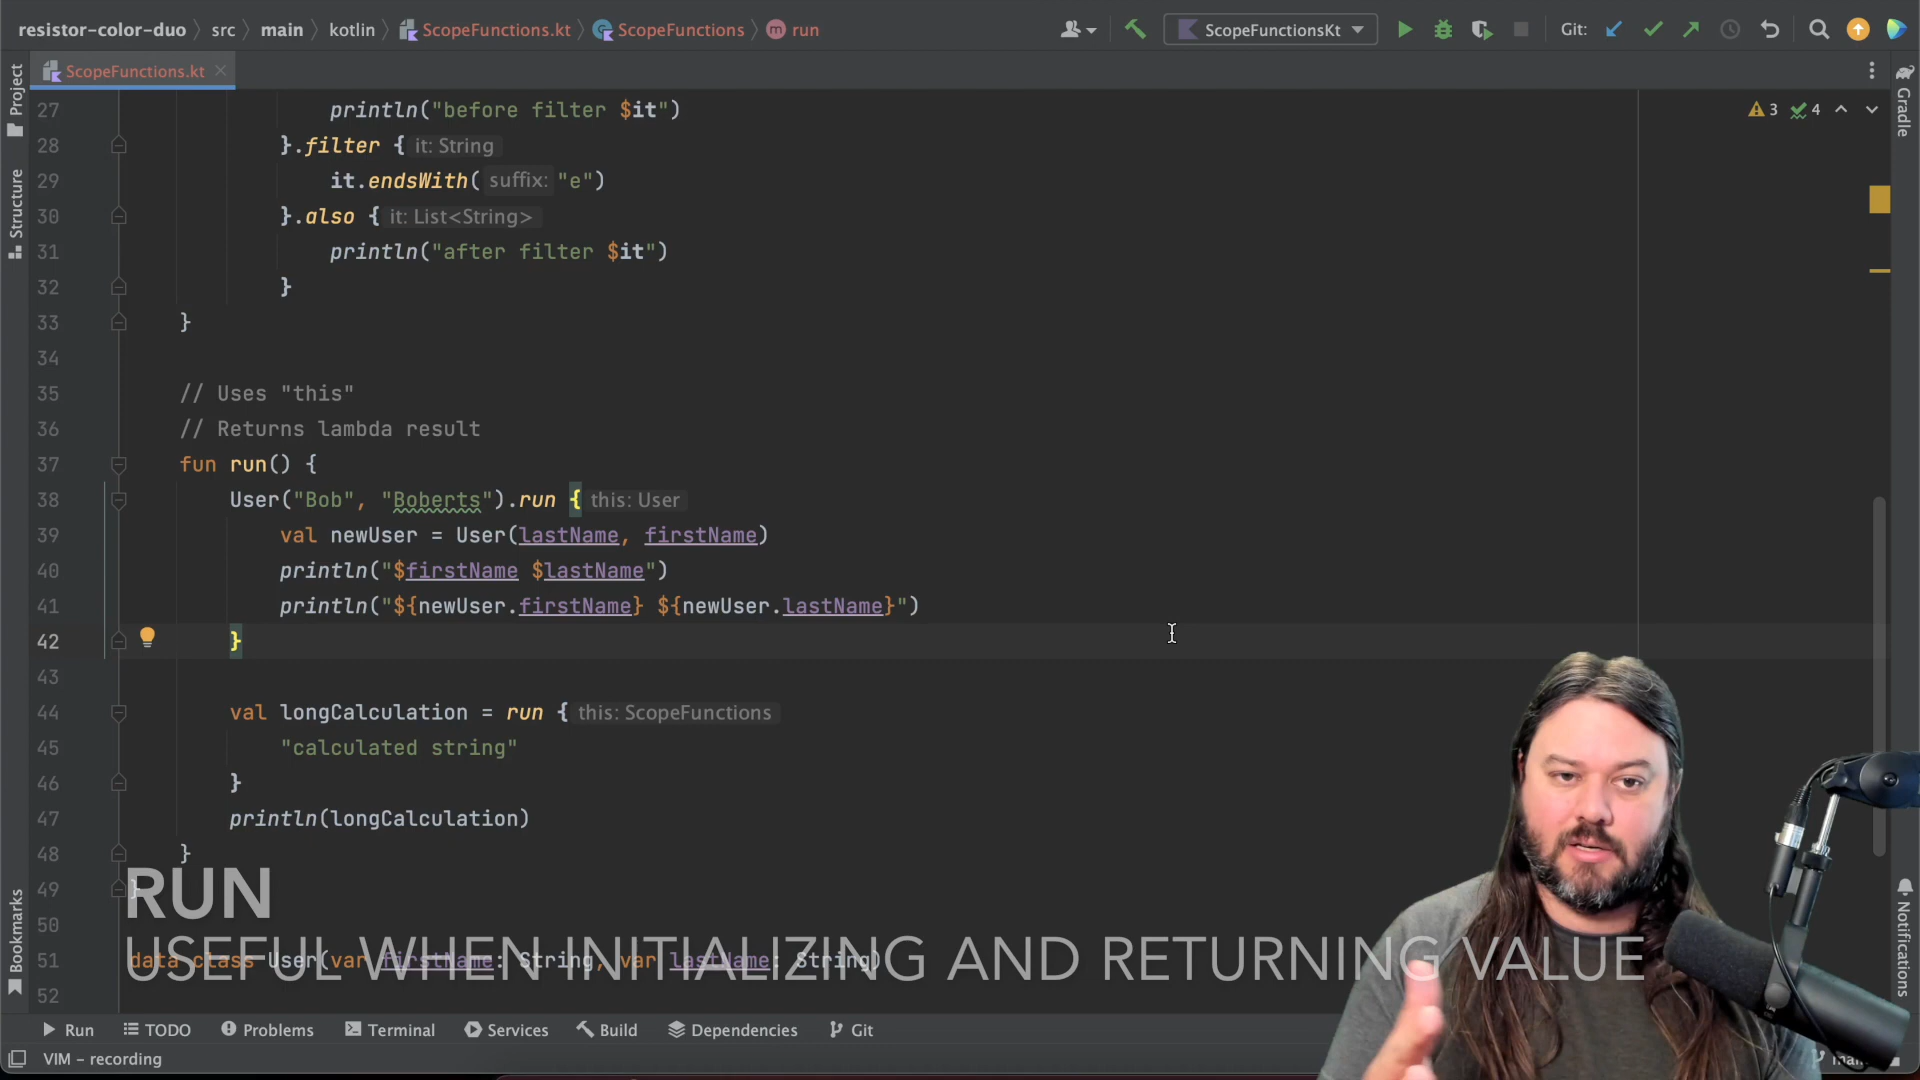 resistor-color-duo src main kotlin ScopeFunctions.kt ScopeFunctions run
ScopeFunctionsKt Git:
ScopeFunctions.kt
Project
Structure
Bookmarks
Gradle
Notifications
3 4
27 println("before filter $it")
28 }.filter { it: String
29 it.endsWith( suffix: "e")
30 }.also { it: List<String>
31 println("after filter $it")
32 }
33 }
34
35 // Uses "this"
36 // Returns lambda result
37 fun run() {
38 User("Bob", "Boberts").run { this: User
39 val newUser = User(lastName, firstName)
40 println("$firstName $lastName")
41 println("${newUser.firstName} ${newUser.lastName}")
42 }
43
44 val longCalculation = run { this: ScopeFunctions
45 "calculated string"
46 }
47 println(longCalculation)
48 }
49 }
RUN
50
51 data class User(var firstName: String, var lastName: String)
USEFUL WHEN INITIALIZING AND RETURNING VALUE
52
Run TODO Problems Terminal Services Build Dependencies Git
VIM – recording